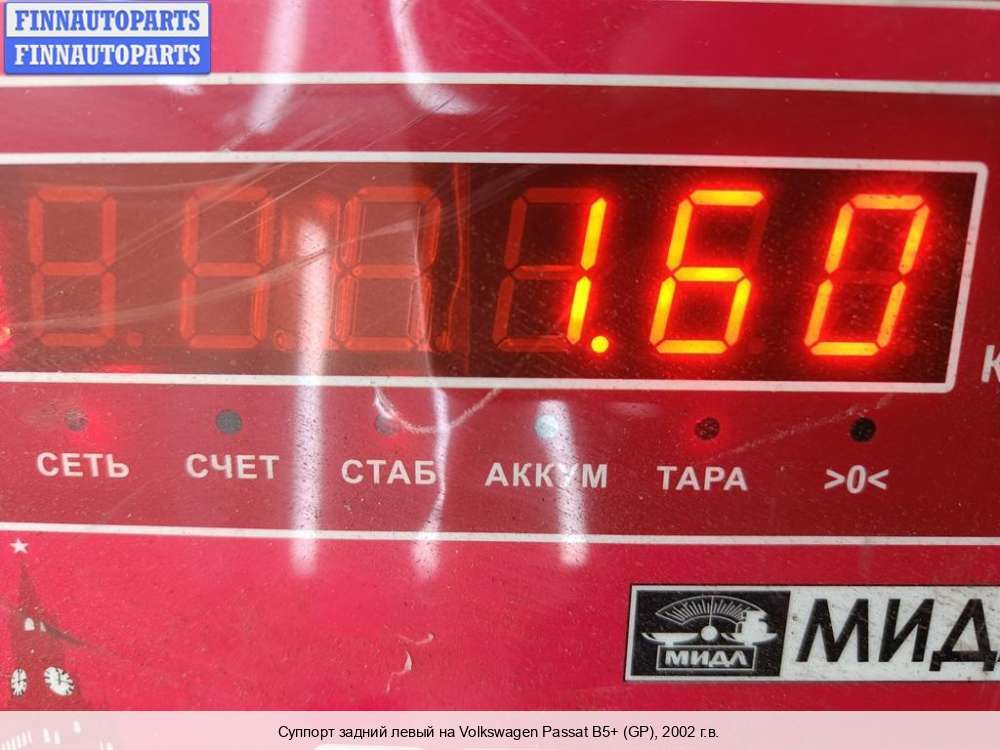 FINNAUTOPARTS
FINNAUTOPARTS
1.60
СЕТЬ СЧЕТ СТАБ АККУМ ТАРА >0<
МИДЛ
Суппорт задний левый на Volkswagen Passat B5+ (GP), 2002 г.в.